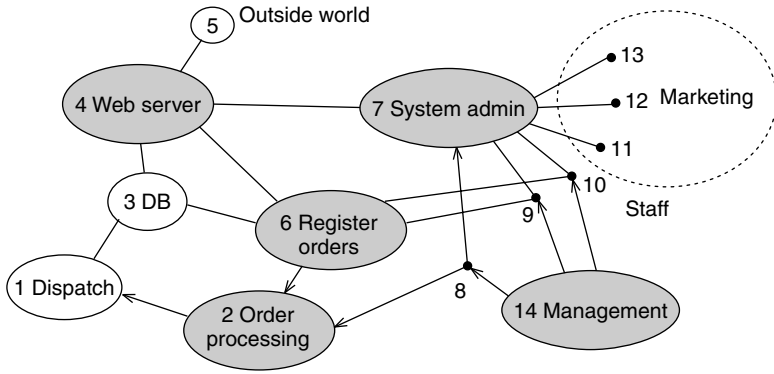 5
Outside world
13
4 Web server
7 System admin
12
Marketing
11
10
3 DB
9
Staff
6 Register
orders
1 Dispatch
8
2 Order
processing
14 Management